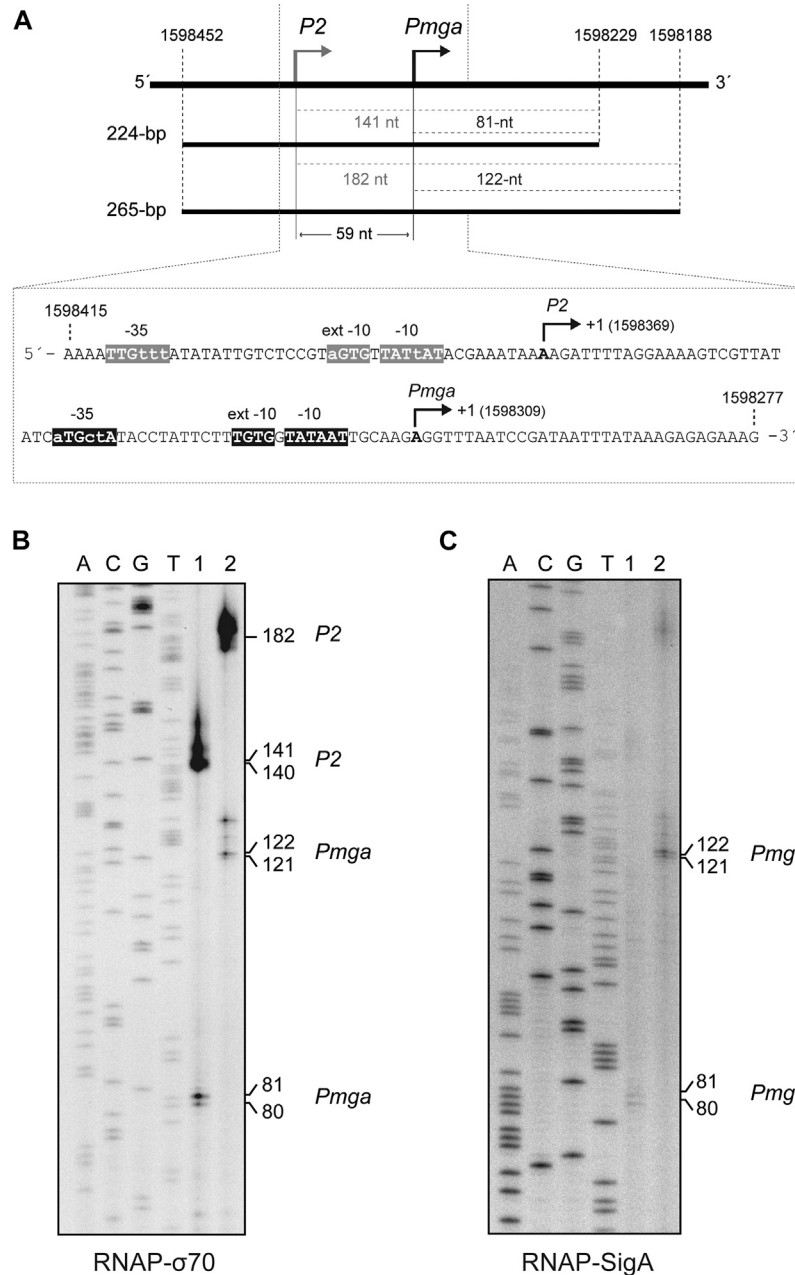 A
P2
Pmga
1598452
1598229
1598188
5´
3´
141 nt
81-nt
224-bp
182 nt
122-nt
265-bp
59 nt
1598415
P2
-35
ext -10
-10
+1 (1598369)
5´- AAAATTGtttATATATTGTCTCCGTaGTGTTATtATACGAAATAAAAGATTTTAGGAAAAGTCGTTAT
Pmga
1598277
-35
ext -10
-10
+1 (1598309)
ATCaTGctATACCTATTCTTTGTGGTATAATTGCAAGAGGTTTAATCCGATAATTTATAAAGAGAGAAAG -3´
B
A C G T 1 2
182 P2
141
140
P2
122
121
Pmga
81
80
Pmga
RNAP-σ70
C
A C G T 1 2
122
121
Pmg
81
80
Pmg
RNAP-SigA